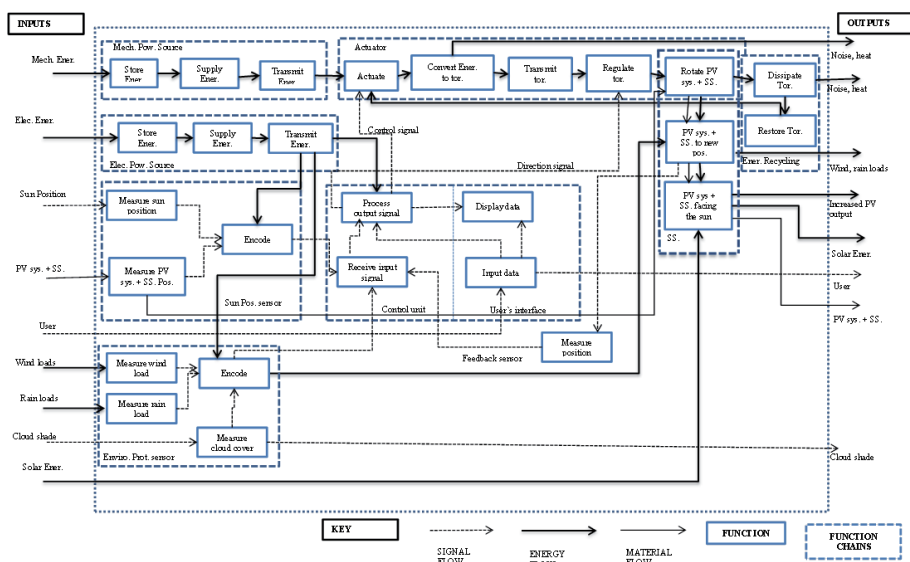 INPUTS
OUTPUTS
Mech. Ener.
Mech. Pow. Source
Store
Ener.
Supply
Ener.
Transmit
Ener.
Actuator
Actuate
Convert Ener.
to tor.
Transmit
tor.
Regulate
tor.
Rotate PV
sys. + SS.
Dissipate
Tor.
Restore Tor.
Noise, heat
Noise, heat
Elec. Ener.
Store
Ener.
Supply
Ener.
Transmit
Ener.
Elec. Pow. Source
Control signal
Direction signal
PV sys. +
SS. to new
pos.
Ener. Recycling
Wind, rain loads
Sun Position
Measure sun
position
Encode
PV sys. + SS.
Measure PV
sys. + SS. Pos.
Sun Pos. sensor
Process
output signal
Display data
Receive input
signal
Input data
Control unit
User's interface
PV sys +
SS. facing
the sun
SS.
Increased PV
output
Solar Ener.
User
PV sys. + SS.
User
Measure
position
Feedback sensor
Wind loads
Measure wind
load
Encode
Rain loads
Measure rain
load
Cloud shade
Measure
cloud cover
Enviro. Prot. sensor
Solar Ener.
Cloud shade
KEY
SIGNAL
FLOW
ENERGY
MATERIAL
FLOW
FUNCTION
FUNCTION
CHAINS